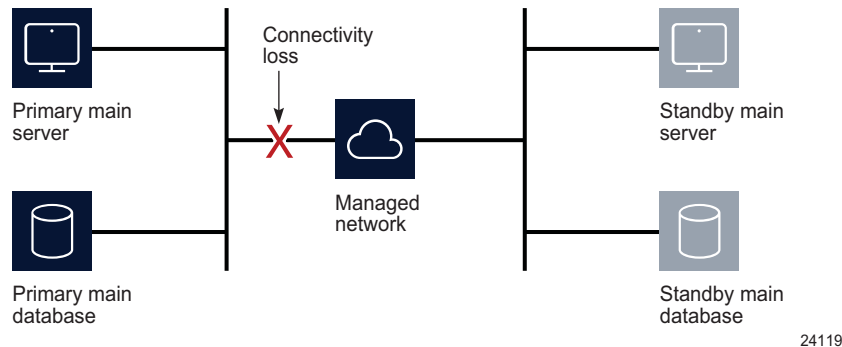 Connectivity
loss
X
Primary main
server
Standby main
server
Managed
network
Primary main
database
Standby main
database
24119